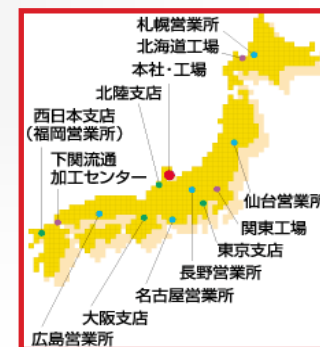 札幌営業所
北海道工場
本社・工場
北陸支店
西日本支店
（福岡営業所）
下関流通
加工センター
仙台営業所
関東工場
東京支店
長野営業所
名古屋営業所
大阪支店
広島営業所